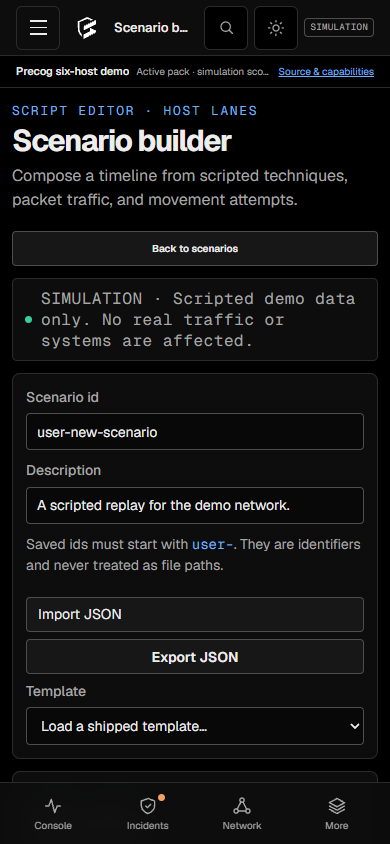 Scenario b...
SIMULATION
Precog six-host demo Active pack · simulation sco... Source & capabilities
SCRIPT EDITOR · HOST LANES
Scenario builder
Compose a timeline from scripted techniques,
packet traffic, and movement attempts.
Back to scenarios
SIMULATION · Scripted demo data
only. No real traffic or
systems are affected.
Scenario id
user-new-scenario
Description
A scripted replay for the demo network.
Saved ids must start with user-. They are identifiers
and never treated as file paths.
Import JSON
Export JSON
Template
Load a shipped template...
Console Incidents Network More